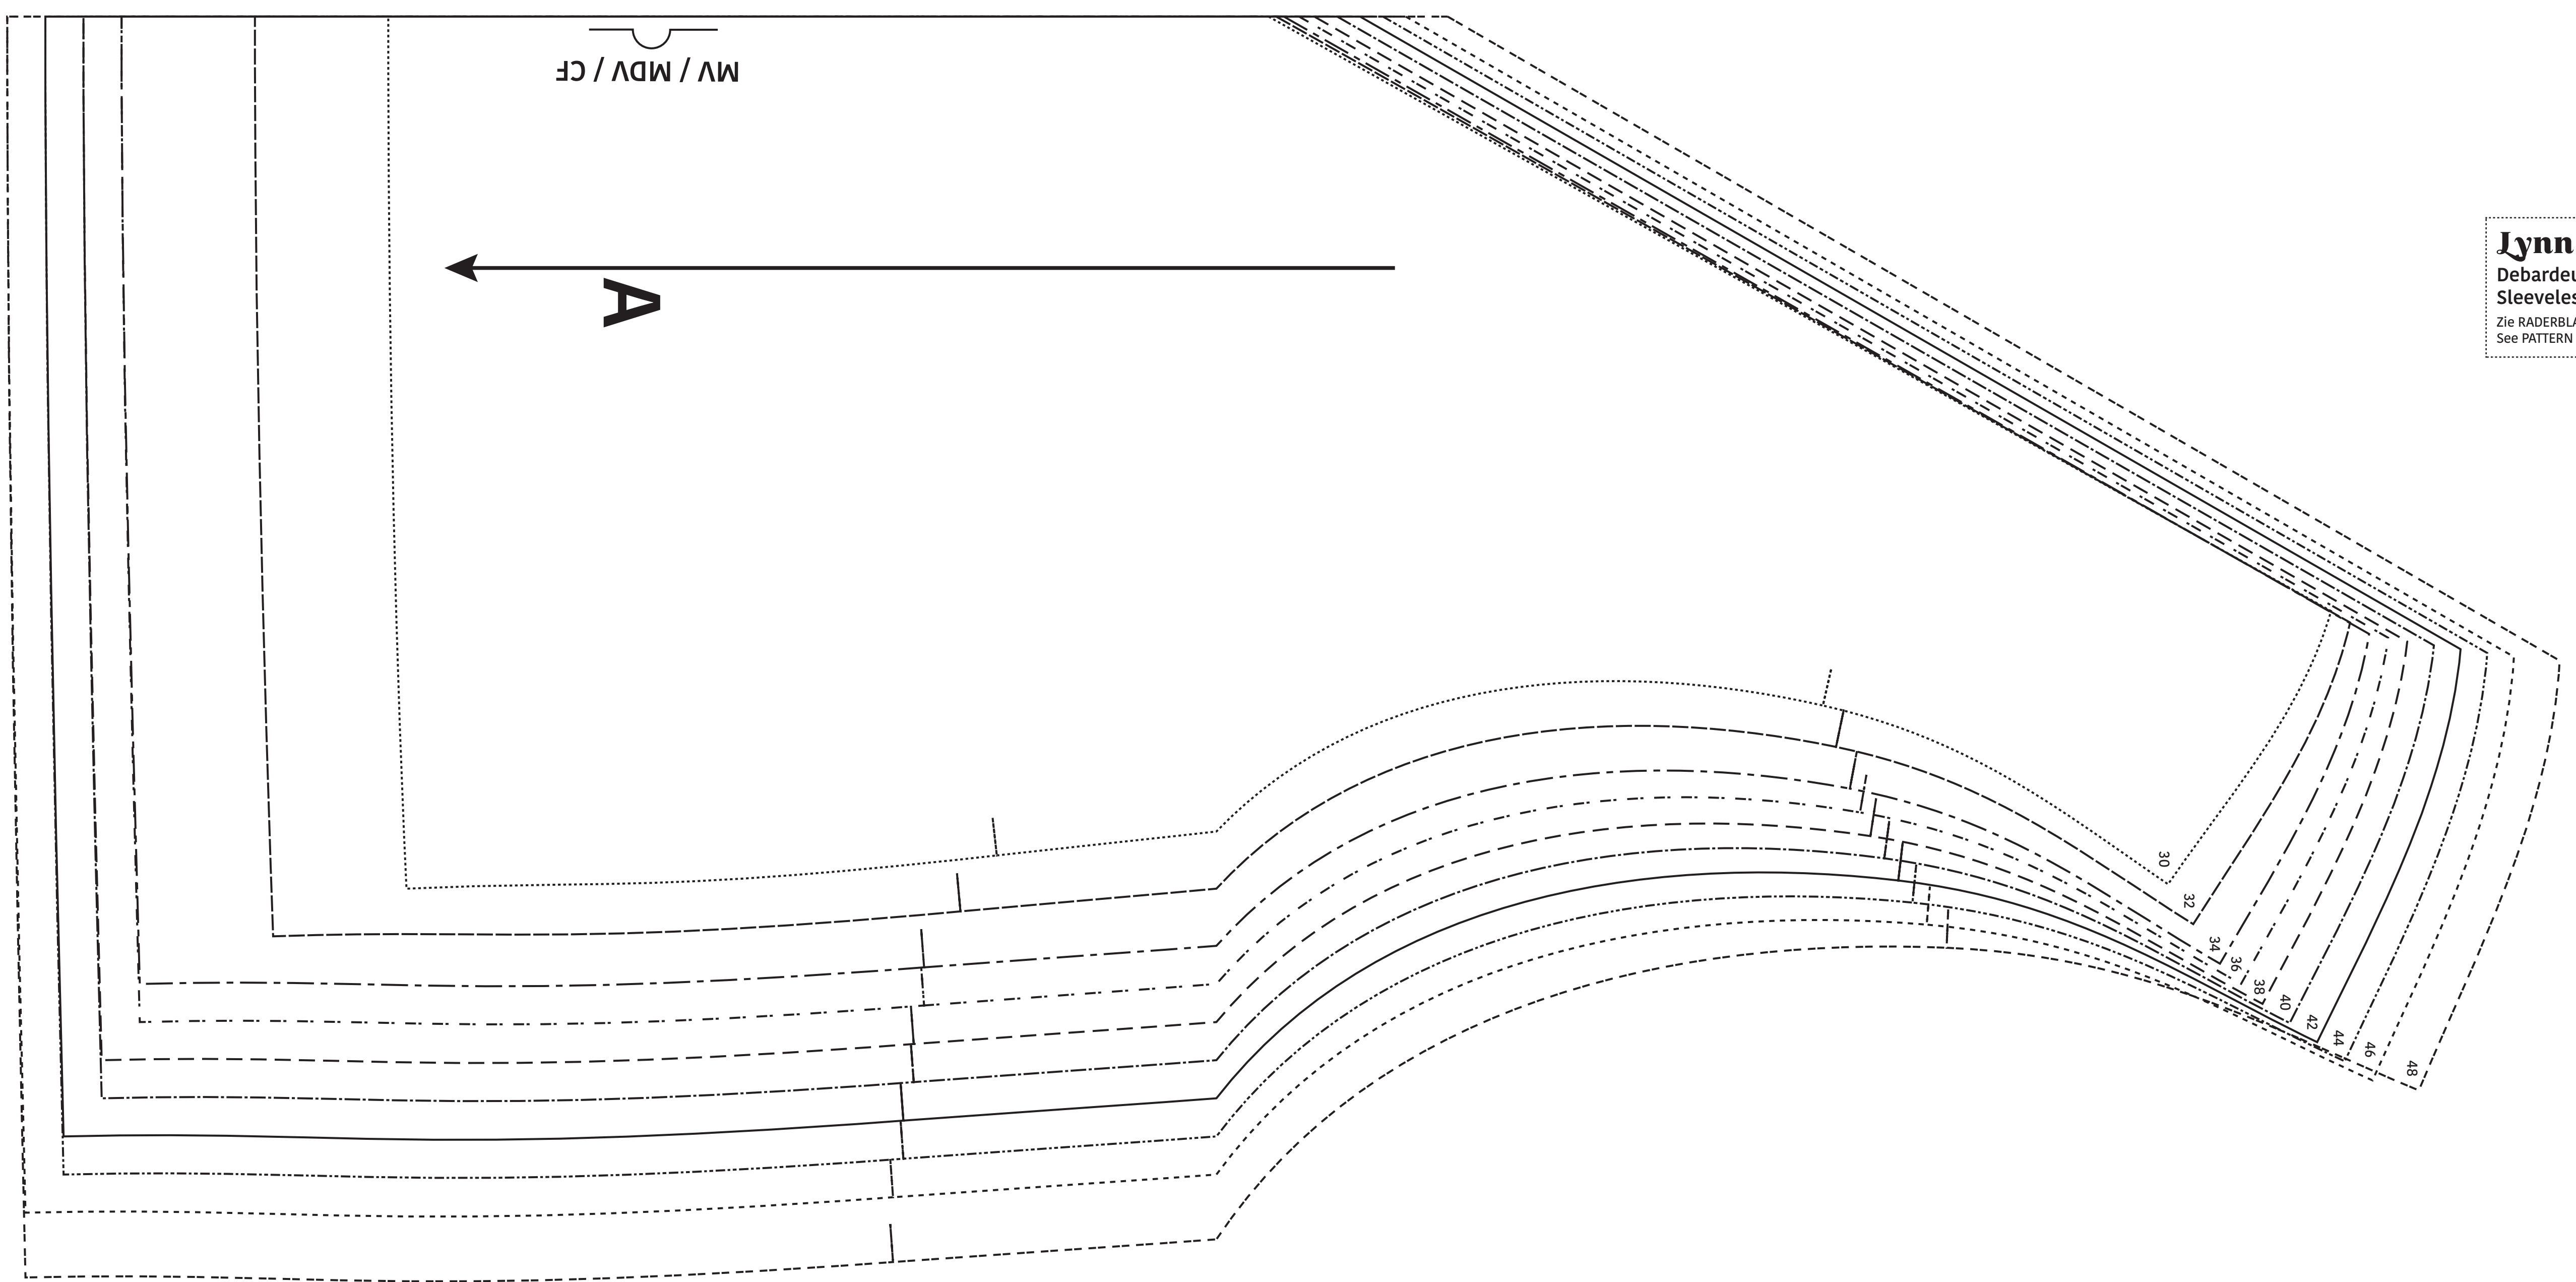 MV / MDV / CF
A
Lynn
Debardeu
Sleeveles
Zie RADERBLA
See PATTERN
30
32
34
36
38
40
42
44
46
48